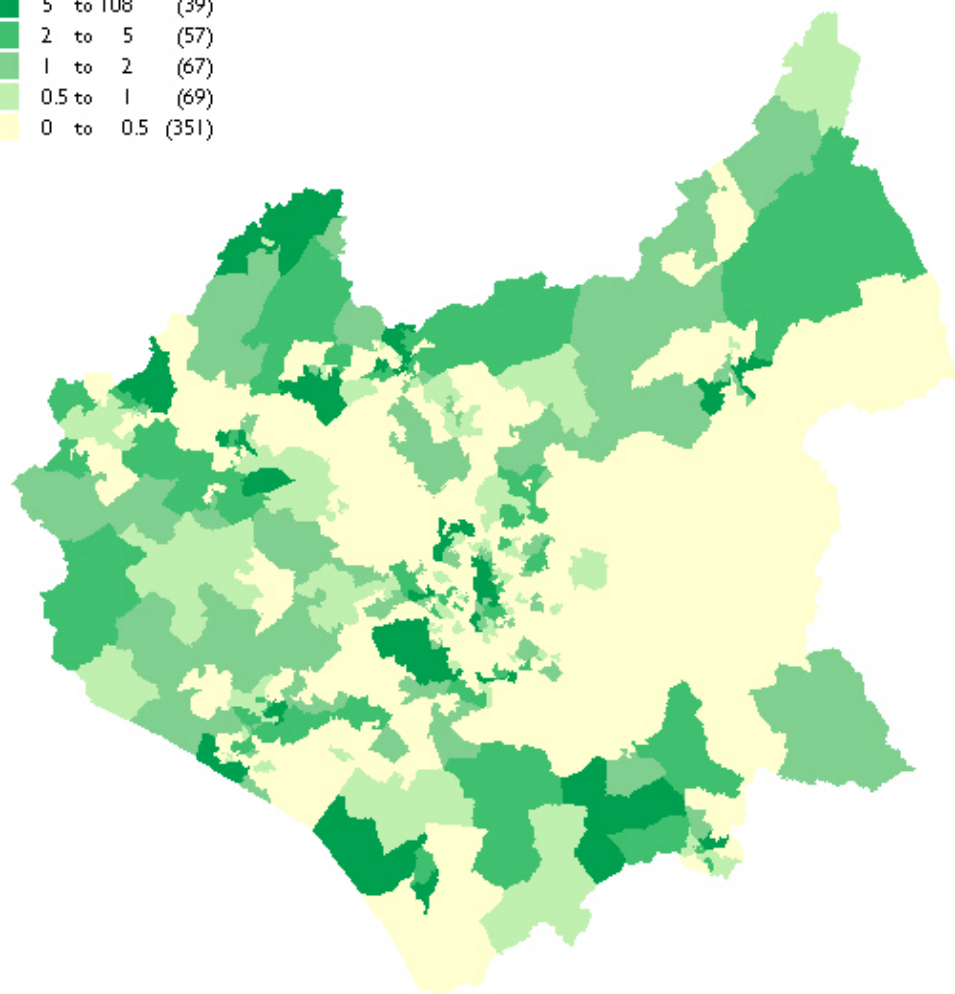 5 to 108 (39)
2 to 5 (57)
1 to 2 (67)
0.5 to 1 (69)
0 to 0.5 (351)